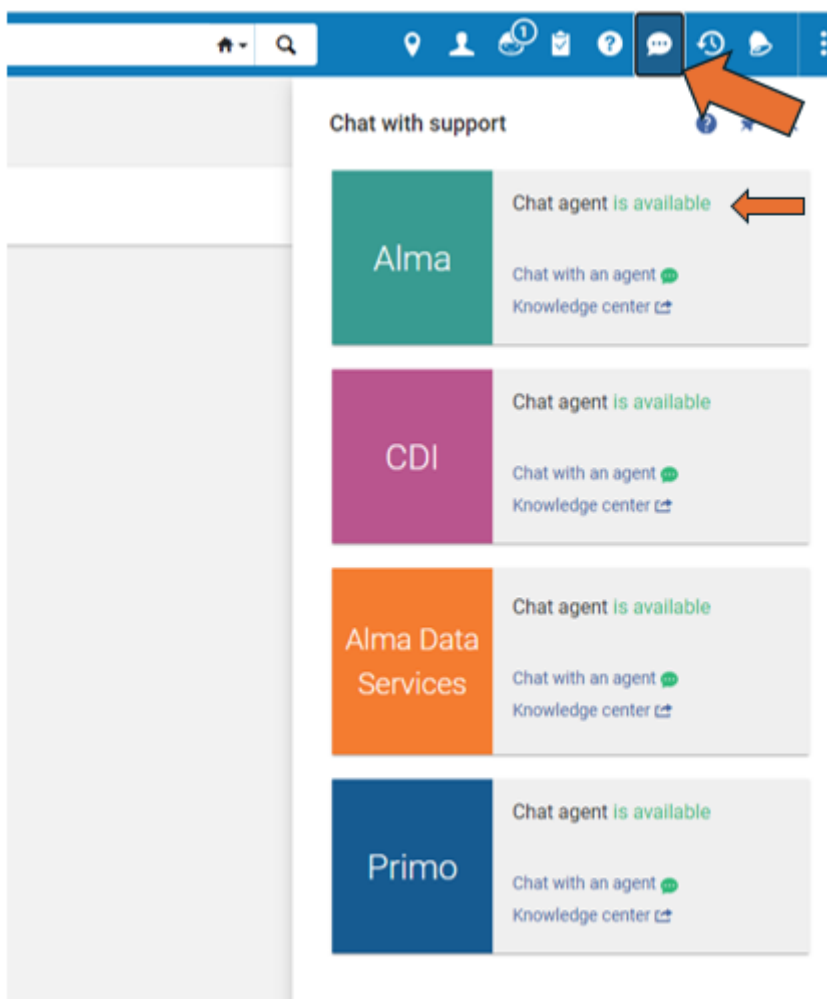 1
Chat with support
Alma
Chat agent is available
Chat with an agent
Knowledge center
CDI
Chat agent is available
Chat with an agent
Knowledge center
Alma Data
Services
Chat agent is available
Chat with an agent
Knowledge center
Primo
Chat agent is available
Chat with an agent
Knowledge center